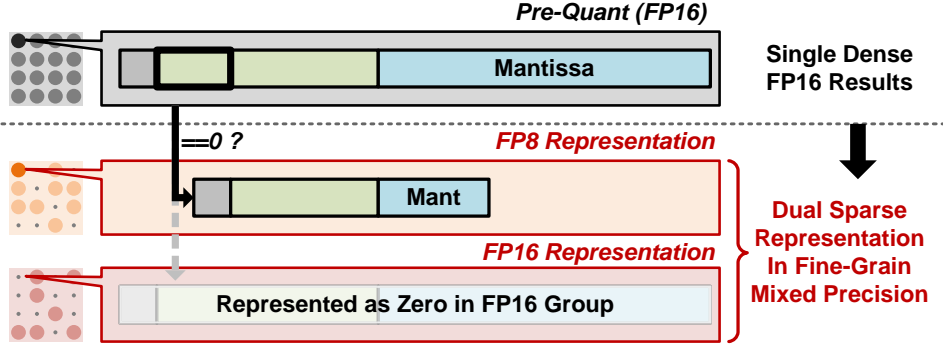 Pre-Quant (FP16)
Mantissa
Single Dense
FP16 Results
==0 ?
FP8 Representation
Mant
FP16 Representation
Represented as Zero in FP16 Group
Dual Sparse
Representation
In Fine-Grain
Mixed Precision